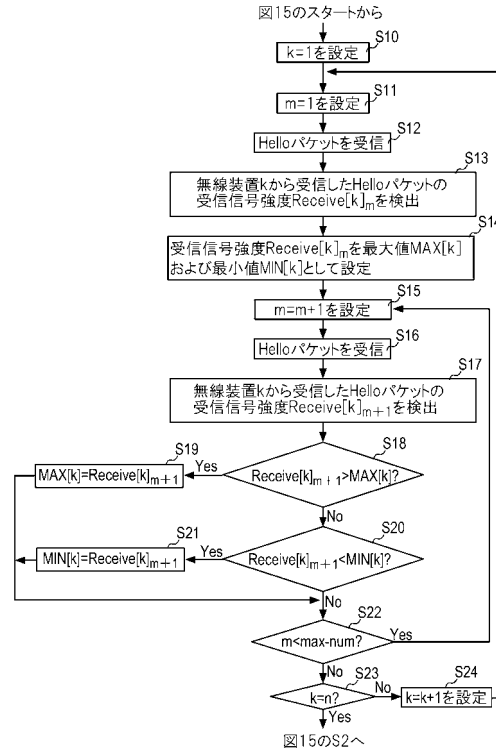 図15のスタートから
S10
k=1を設定
S11
m=1を設定
S12
Helloパケットを受信
S13
無線装置kから受信したHelloパケットの
受信信号強度Receive[k]mを検出
S14
受信信号強度Receive[k]mを最大値MAX[k]
および最小値MIN[k]として設定
S15
m=m+1を設定
S16
Helloパケットを受信
S17
無線装置kから受信したHelloパケットの
受信信号強度Receive[k]m+1を検出
S18
Receive[k]m+1>MAX[k]?
Yes
No
S19
MAX[k]=Receive[k]m+1
S20
Receive[k]m+1<MIN[k]?
Yes
No
S21
MIN[k]=Receive[k]m+1
S22
m<max-num?
Yes
No
S23
k=n?
No
Yes
S24
k=k+1を設定
図15のS2へ